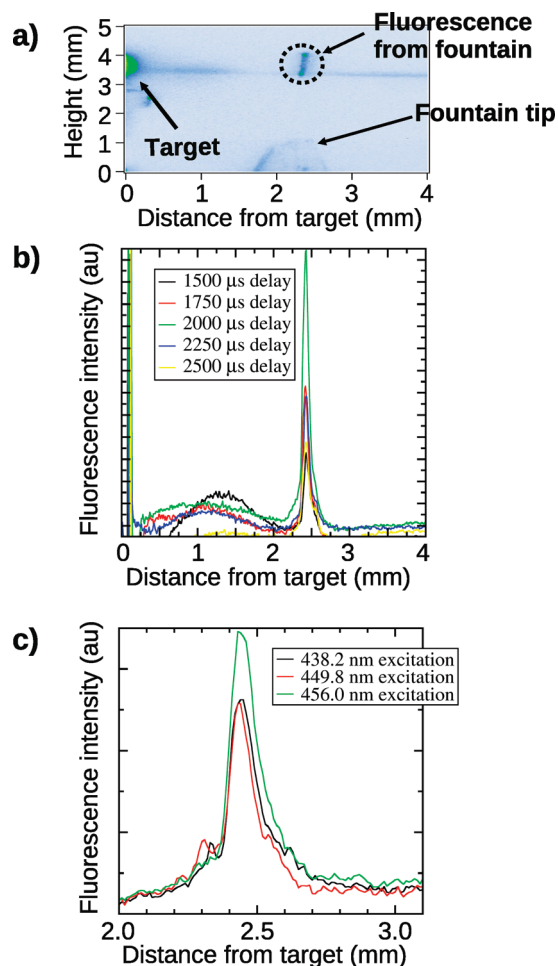 a)
Fluorescence
from fountain
Fountain tip
Target
Height (mm)
5
4
3
2
1
0
0 1 2 3 4
Distance from target (mm)
b)
Fluorescence intensity (au)
1500 µs delay
1750 µs delay
2000 µs delay
2250 µs delay
2500 µs delay
0 1 2 3 4
Distance from target (mm)
c)
Fluorescence intensity (au)
438.2 nm excitation
449.8 nm excitation
456.0 nm excitation
2.0 2.5 3.0
Distance from target (mm)